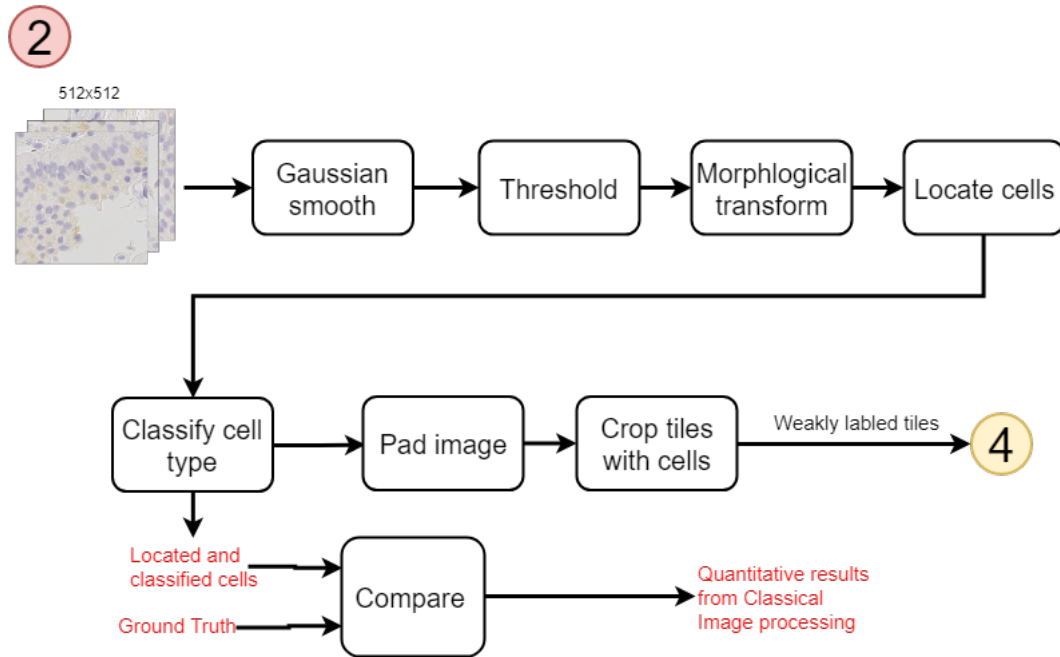 2
512x512
Gaussian
smooth
Threshold
Morphlogical
transform
Locate cells
Classify cell
type
Pad image
Crop tiles
with cells
Weakly labled tiles
4
Located and
classified cells
Ground Truth
Compare
Quantitative results
from Classical
Image processing